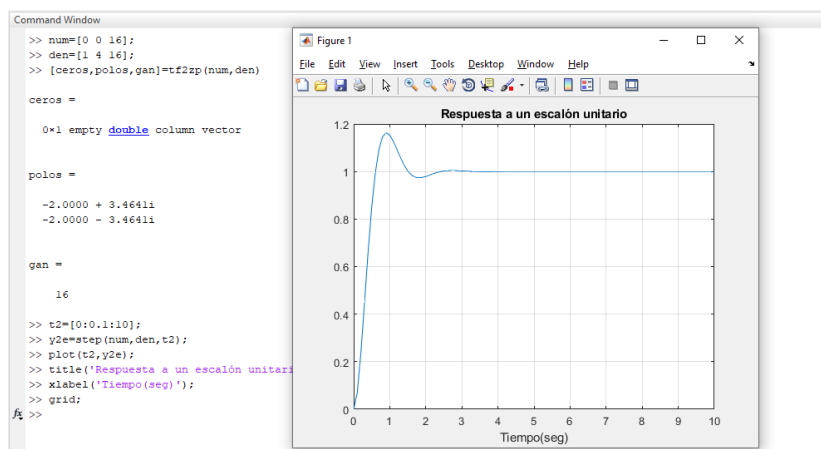 Command Window
>> num=[0 0 16];
>> den=[1 4 16];
>> [ceros,polos,gan]=tf2zp(num,den)
ceros =
0×1 empty double column vector
polos =
-2.0000 + 3.4641i
-2.0000 - 3.4641i
gan =
16
>> t2=[0:0.1:10];
>> y2e=step(num,den,t2);
>> plot(t2,y2e);
>> title('Respuesta a un escalón unitari
>> xlabel('Tiempo(seg)');
>> grid;
fx >>
Figure 1
File Edit View Insert Tools Desktop Window Help
Respuesta a un escalón unitario
1.2
1
0.8
0.6
0.4
0.2
0
0 1 2 3 4 5 6 7 8 9 10
Tiempo(seg)